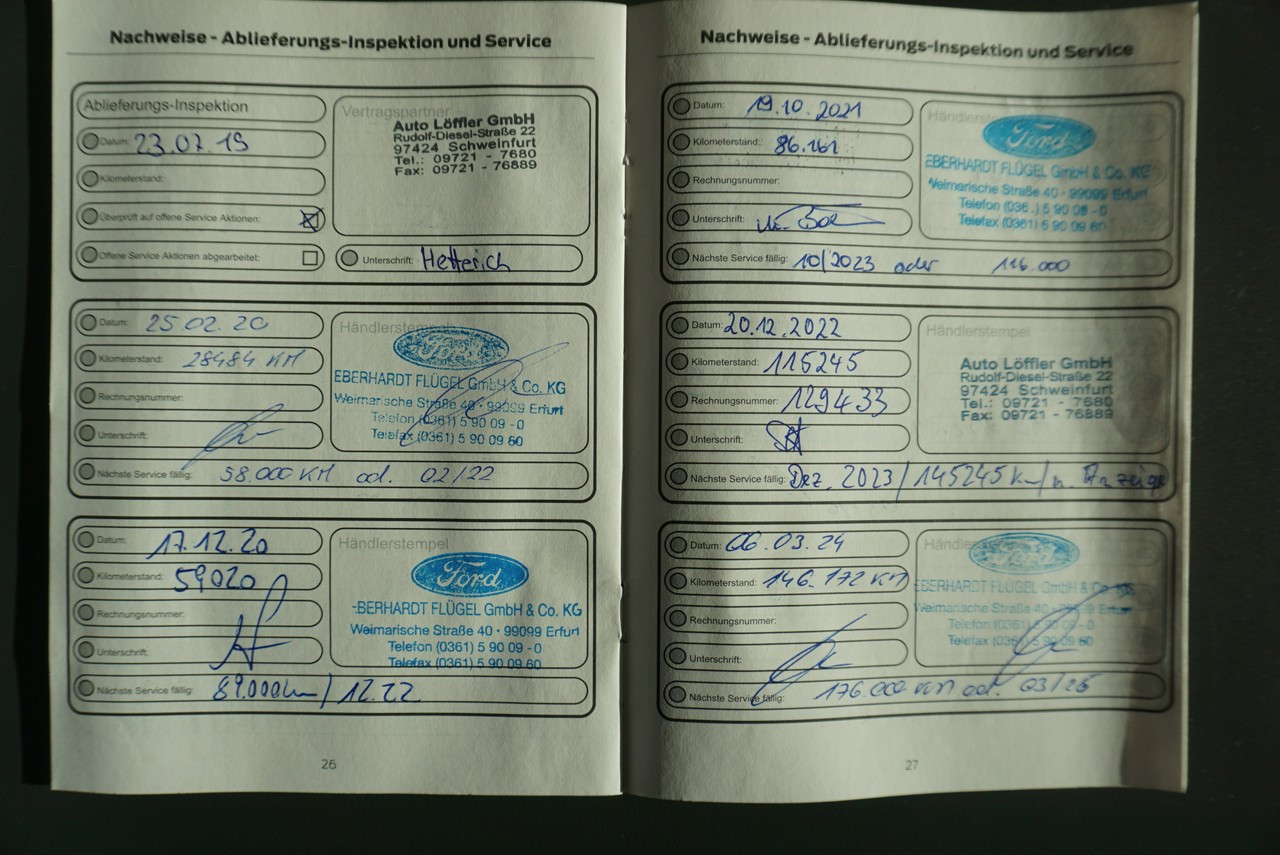 Nachweise - Ablieferungs-Inspektion und Service
Ablieferungs-Inspektion
Datum: 23.07.19
Kilometerstand:
Überprüft auf offene Service Aktionen:
Offene Service Aktionen abgearbeitet:
Vertragspartner
Auto Löffler GmbH
Rudolf-Diesel-Straße 22
97424 Schweinfurt
Tel.: 09721 - 7680
Fax: 09721 - 76889
Unterschrift: Hetterich
Datum: 25.02.20
Kilometerstand: 28484 KM
Rechnungsnummer:
Unterschrift:
Händlerstempel
Ford
EBERHARDT FLÜGEL GmbH & Co. KG
Weimarische Straße 40 · 99099 Erfurt
Telefon (0361) 5 90 09 - 0
Telefax (0361) 5 90 09 60
Nächste Service fällig: 58.000 KM od. 02/22
Datum: 17.12.20
Kilometerstand: 59020
Rechnungsnummer:
Unterschrift:
Händlerstempel
Ford
EBERHARDT FLÜGEL GmbH & Co. KG
Weimarische Straße 40 · 99099 Erfurt
Telefon (0361) 5 90 09 - 0
Telefax (0361) 5 90 09 60
Nächste Service fällig: 89.000km / 12.22
26
Nachweise - Ablieferungs-Inspektion und Service
Datum: 19.10.2021
Kilometerstand: 86.161
Rechnungsnummer:
Unterschrift:
Händlerstempel
Ford
EBERHARDT FLÜGEL GmbH & Co. KG
Weimarische Straße 40 · 99099 Erfurt
Telefon (036.) 5 90 09 - 0
Telefax (0361) 5 90 09 60
Nächste Service fällig: 10/2023 oder 116.000
Datum: 20.12.2022
Kilometerstand: 115245
Rechnungsnummer: 129433
Unterschrift:
Händlerstempel
Auto Löffler GmbH
Rudolf-Diesel-Straße 22
97424 Schweinfurt
Tel.: 09721 - 7680
Fax: 09721 - 76889
Nächste Service fällig: Dez. 2023 / 145245 km / n. Anzeige
Datum: 06.03.24
Kilometerstand: 146.172 KM
Rechnungsnummer:
Unterschrift:
Händlerstempel
Ford
EBERHARDT FLÜGEL GmbH & Co. KG
Weimarische Straße 40 · 99099 Erfurt
Telefon (0361) 5 90 09 - 0
Telefax (0361) 5 90 09 60
Nächste Service fällig: 176.000 km od. 03/26
27